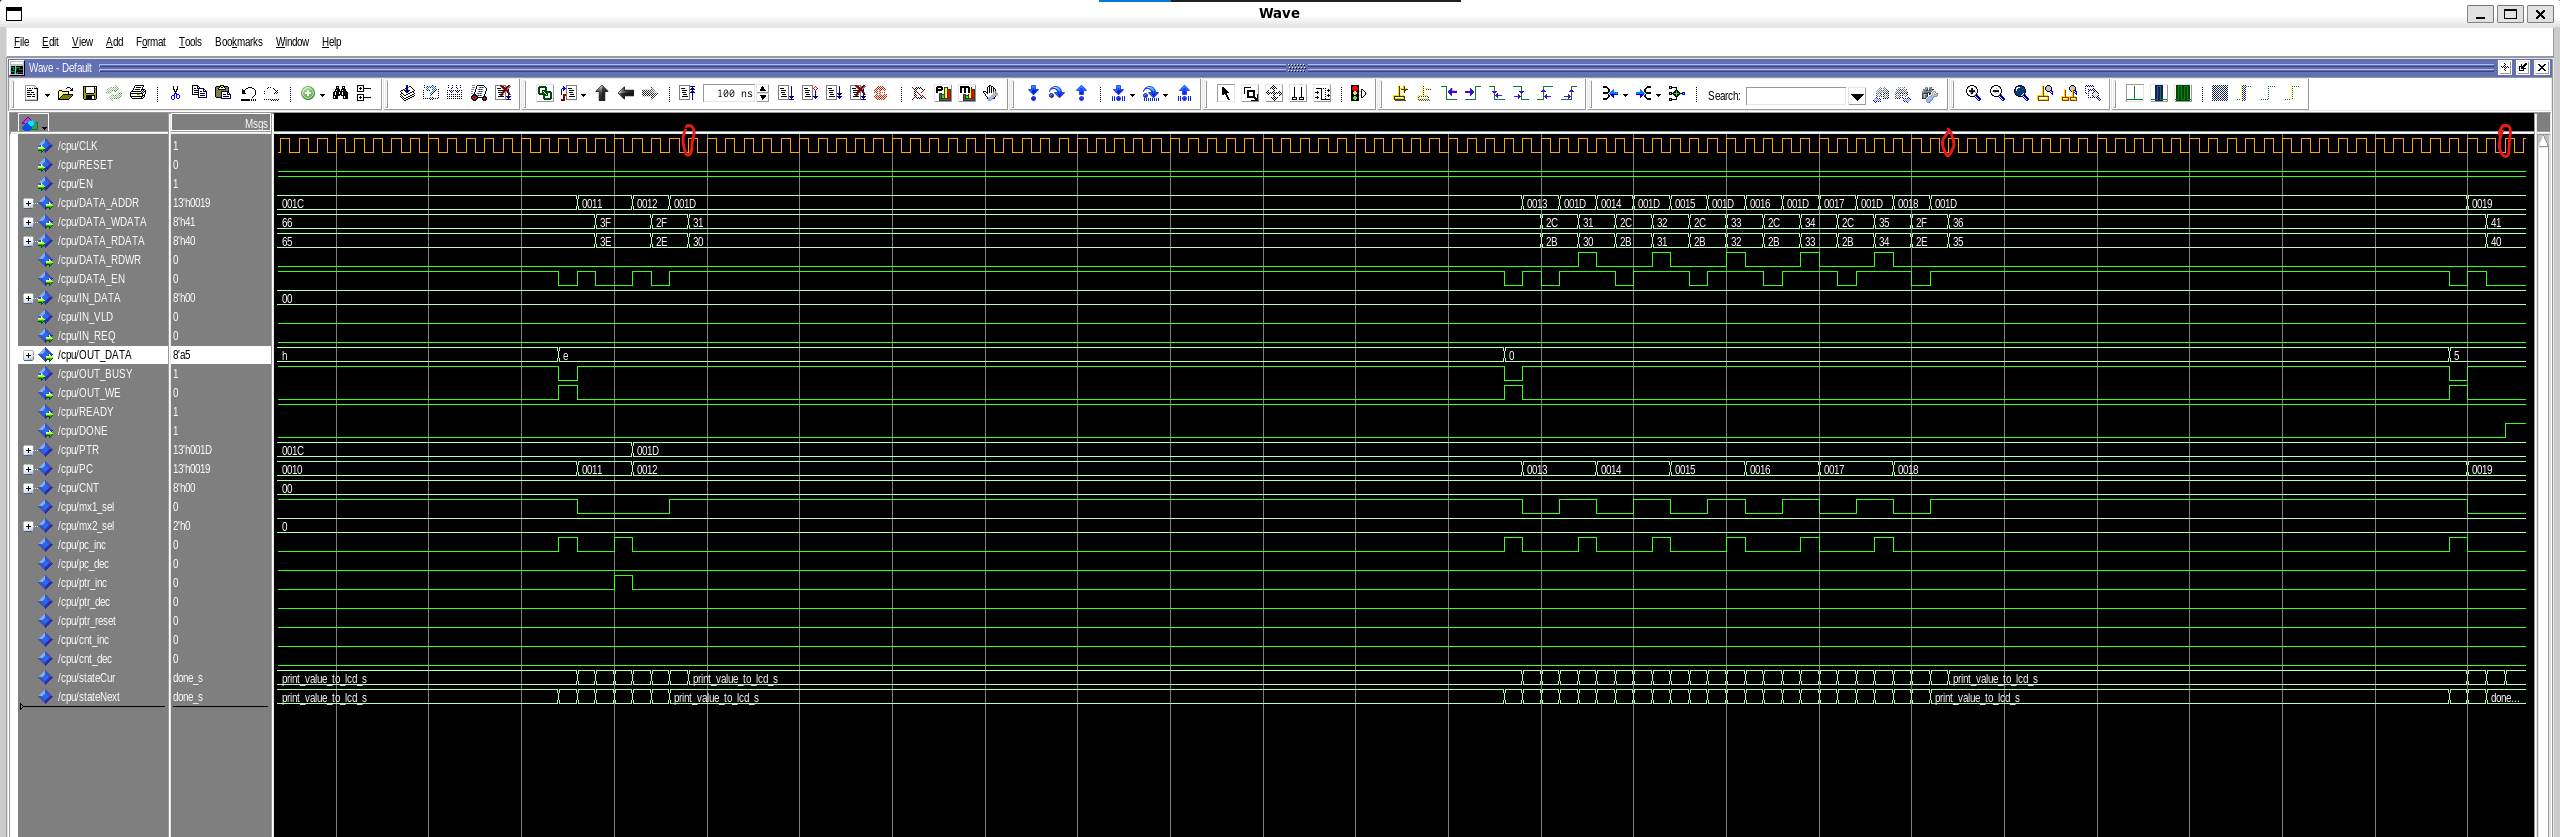 Wave
File Edit View Add Format Tools Bookmarks Window Help
Wave - Default
100 ns Search:
Msgs
/cpu/CLK 1
/cpu/RESET 0
/cpu/EN 1
/cpu/DATA_ADDR 13'h0019 001C 0011 0012 001D 0013 001D 0014 001D 0015 001D 0016 001D 0017 001D 0018 001D 0019
/cpu/DATA_WDATA 8'h41 66 3F 2F 31 2C 31 2C 32 2C 33 2C 34 2C 35 2F 36 41
/cpu/DATA_RDATA 8'h40 65 3E 2E 30 2B 30 2B 31 2B 32 2B 33 2B 34 2E 35 40
/cpu/DATA_RDWR 0
/cpu/DATA_EN 0
/cpu/IN_DATA 8'h00 00
/cpu/IN_VLD 0
/cpu/IN_REQ 0
/cpu/OUT_DATA 8'a5 h e 0 5
/cpu/OUT_BUSY 1
/cpu/OUT_WE 0
/cpu/READY 1
/cpu/DONE 1
/cpu/PTR 13'h001D 001C 001D
/cpu/PC 13'h0019 0010 0011 0012 0013 0014 0015 0016 0017 0018 0019
/cpu/CNT 8'h00 00
/cpu/mx1_sel 0
/cpu/mx2_sel 2'h0 0
/cpu/pc_inc 0
/cpu/pc_dec 0
/cpu/ptr_inc 0
/cpu/ptr_dec 0
/cpu/ptr_reset 0
/cpu/cnt_inc 0
/cpu/cnt_dec 0
/cpu/stateCur done_s print_value_to_lcd_s print_value_to_lcd_s print_value_to_lcd_s
/cpu/stateNext done_s print_value_to_lcd_s print_value_to_lcd_s print_value_to_lcd_s done...